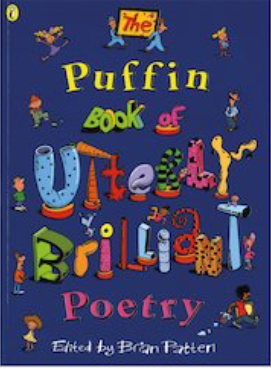 The
Puffin
BOOK of
UTTERLY
BRILLIANT
Poetry
Edited by Brian Patten